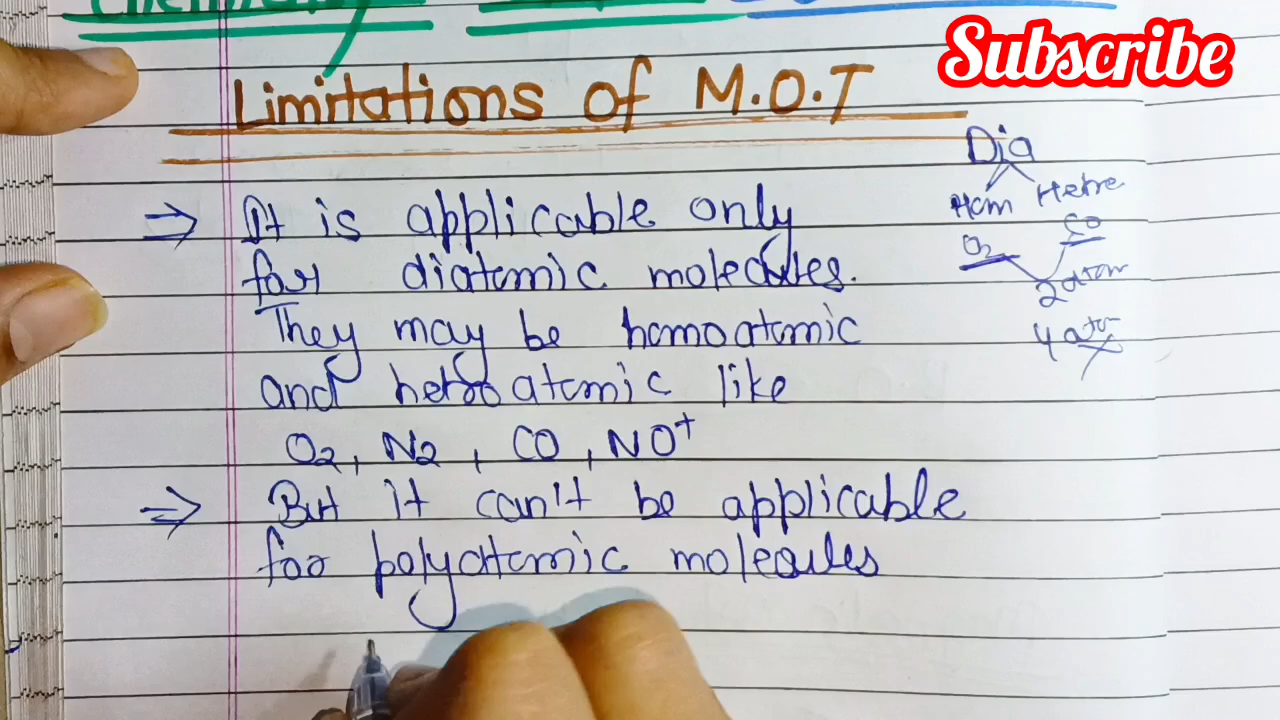 Subscribe
Limitations of M.O.T
Dia
Hom Hetre
O2 CO
2 atom
4 atom
⇒ It is applicable only
for diatomic molecules.
They may be homoatomic
and hetroatomic like
O2, N2, CO, NO+
⇒ But it can't be applicable
for polyatomic molecules